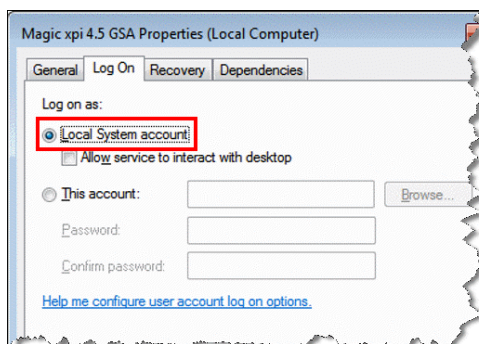 Magic xpi 4.5 GSA Properties (Local Computer)
General Log On Recovery Dependencies
Log on as:
Local System account
Allow service to interact with desktop
This account:
Browse...
Password:
Confirm password:
Help me configure user account log on options.